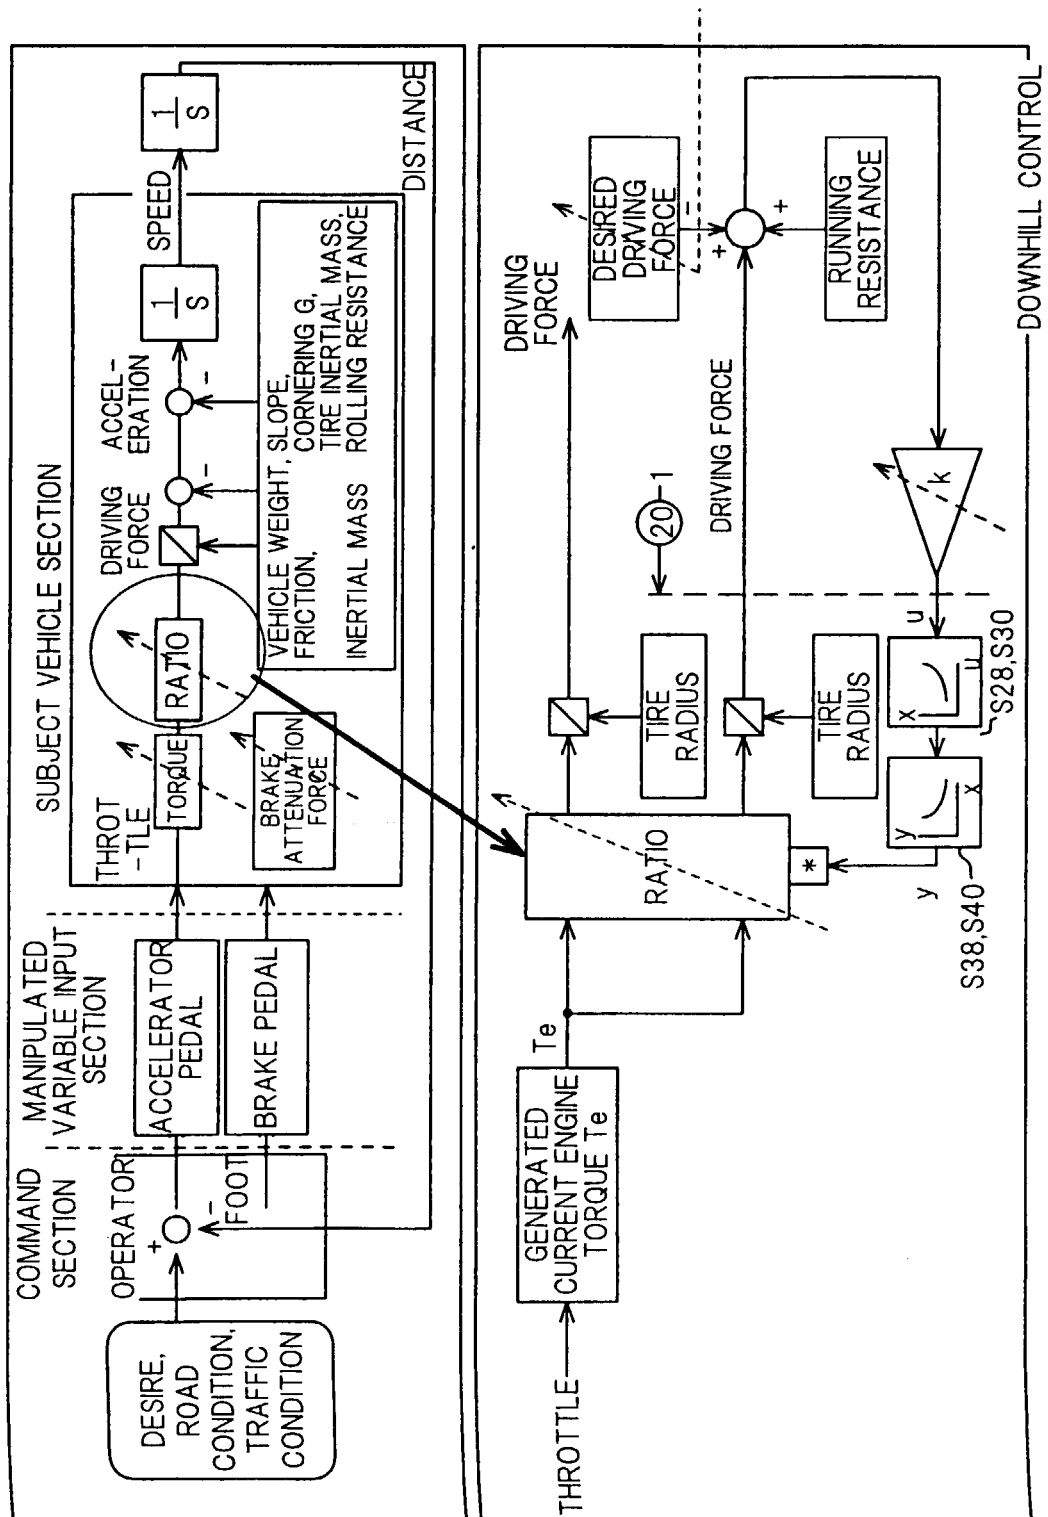 COMMAND
SECTION
MANIPULATED
VARIABLE INPUT
SECTION
SUBJECT VEHICLE SECTION
DESIRE,
ROAD
CONDITION,
TRAFFIC
CONDITION
OPERATOR
+
-
FOOT
ACCELERATOR
PEDAL
BRAKE PEDAL
THROT
-TLE
TORQUE
RATIO
BRAKE
ATTENUATION
FORCE
DRIVING
FORCE
-
ACCEL-
ERATION
-
1
S
SPEED
1
S
DISTANCE
VEHICLE WEIGHT, SLOPE,
FRICTION, CORNERING G,
TIRE INERTIAL MASS,
INERTIAL MASS ROLLING RESISTANCE
THROTTLE
GENERATED
CURRENT ENGINE
TORQUE Te
Te
RATIO
*
TIRE
RADIUS
TIRE
RADIUS
DRIVING
FORCE
20-1
DRIVING FORCE
DESIRED
DRIVING
FORCE
-
+
+
RUNNING
RESISTANCE
k
u
X
u
S28,S30
y
X
y
S38,S40
DOWNHILL CONTROL